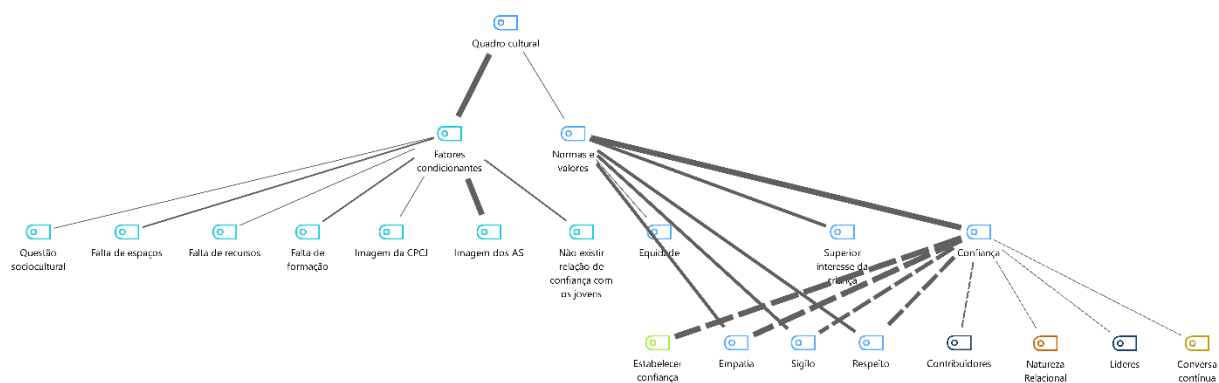 Quadro cultural
Fatores
condicionantes
Normas e
valores
Questão
sociocultural
Falta de espaços
Falta de recursos
Falta de
formação
Imagem da CPCJ
Imagem dos AS
Não existir
relação de
confiança com
os jovens
Equidade
Superior
interesse da
criança
Confiança
Estabelecer
confiança
Empatia
Sigilo
Respeito
Contribuidores
Natureza
Relacional
Lideres
Conversa
contínua